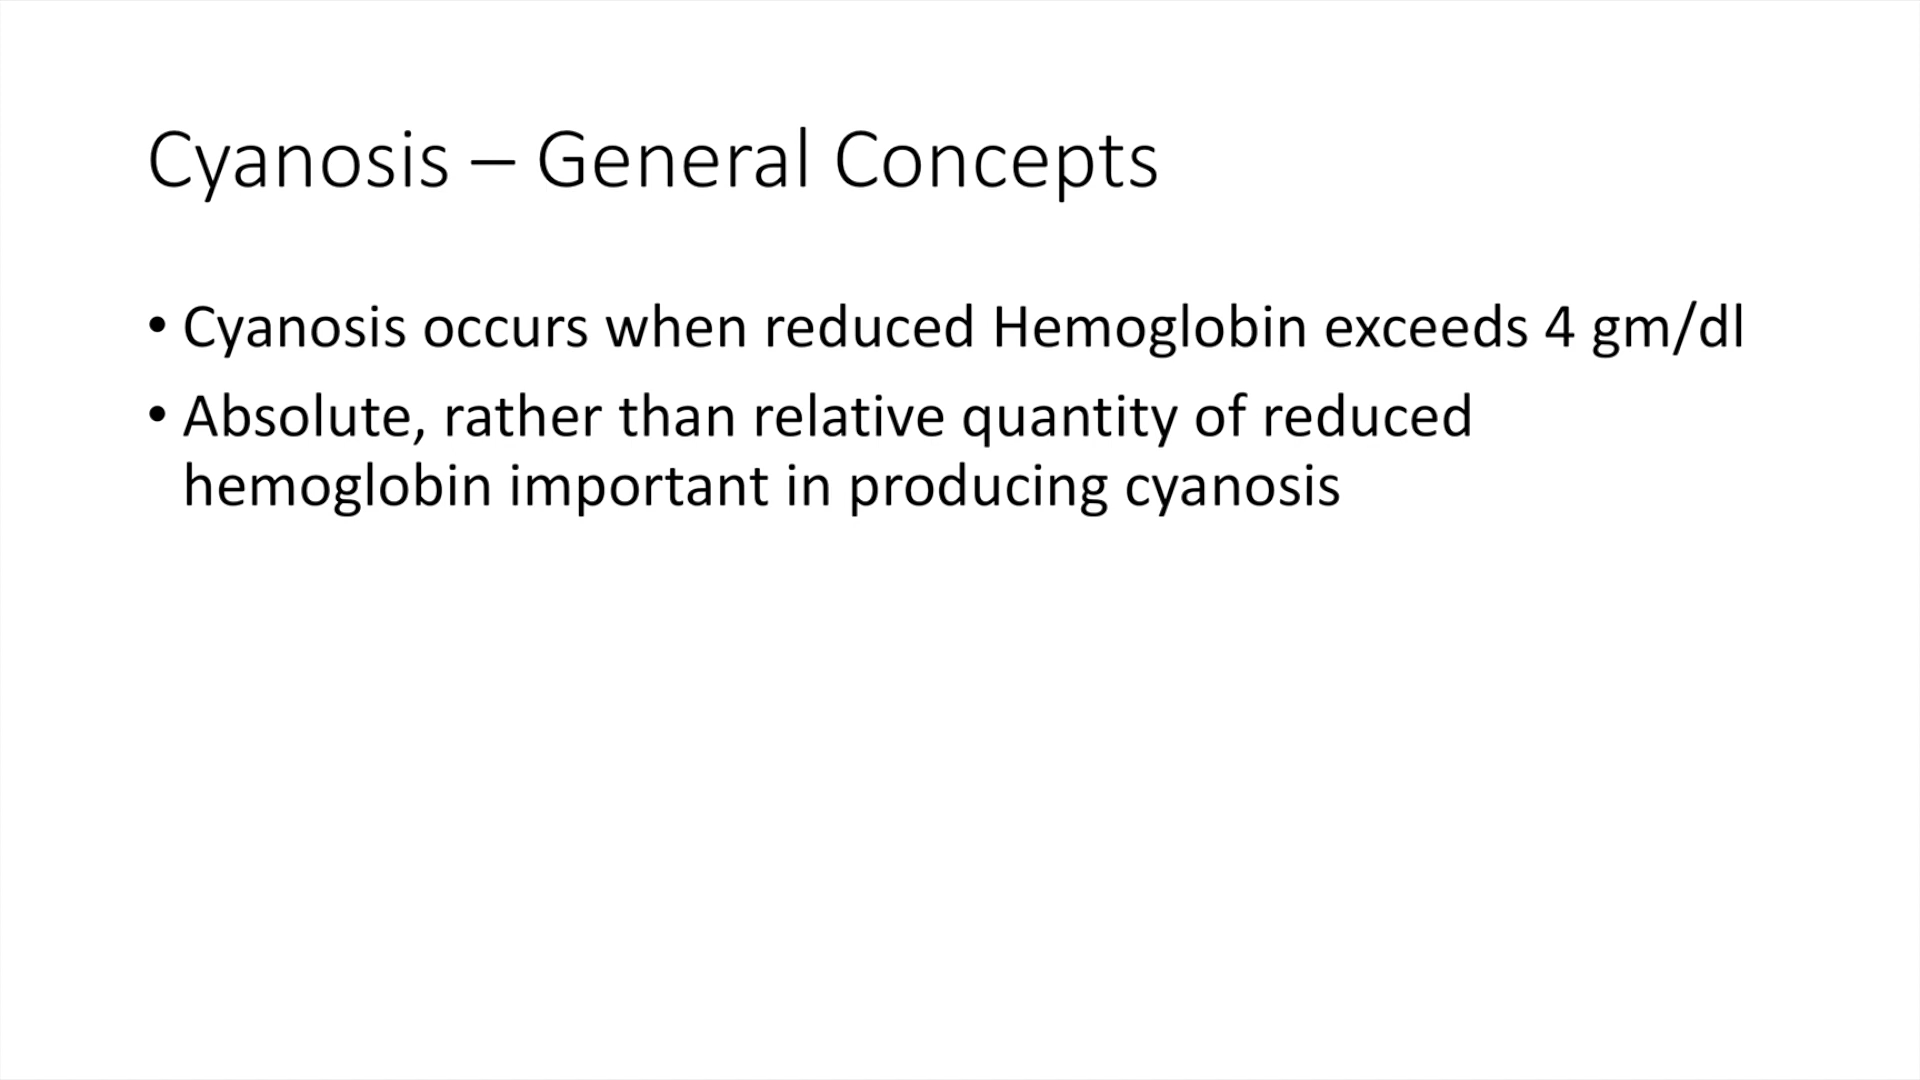 Cyanosis – General Concepts
• Cyanosis occurs when reduced Hemoglobin exceeds 4 gm/dl
• Absolute, rather than relative quantity of reduced
hemoglobin important in producing cyanosis